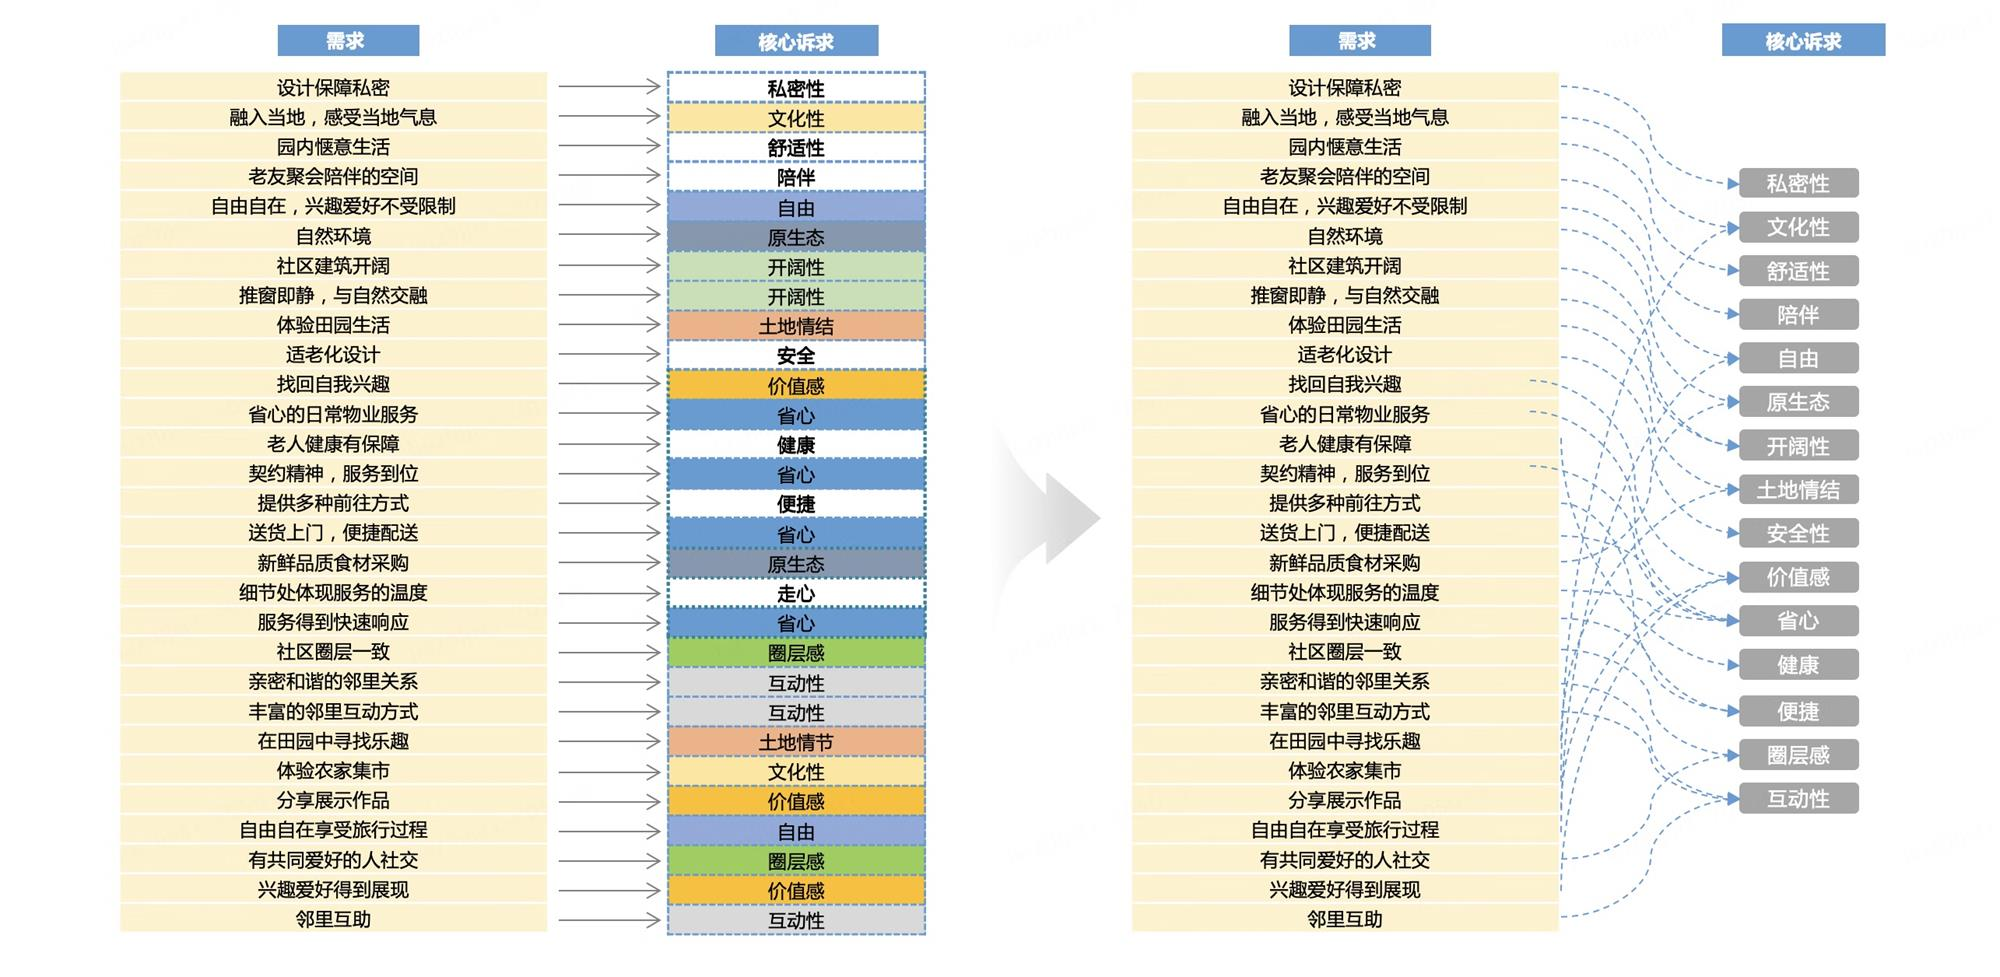 需求
核心诉求
设计保障私密
私密性
融入当地，感受当地气息
文化性
园内惬意生活
舒适性
老友聚会陪伴的空间
陪伴
自由自在，兴趣爱好不受限制
自由
自然环境
原生态
社区建筑开阔
开阔性
推窗即静，与自然交融
开阔性
体验田园生活
土地情结
适老化设计
安全
找回自我兴趣
价值感
省心的日常物业服务
省心
老人健康有保障
健康
契约精神，服务到位
省心
提供多种前往方式
便捷
送货上门，便捷配送
省心
新鲜品质食材采购
原生态
细节处体现服务的温度
走心
服务得到快速响应
省心
社区圈层一致
圈层感
亲密和谐的邻里关系
互动性
丰富的邻里互动方式
互动性
在田园中寻找乐趣
土地情节
体验农家集市
文化性
分享展示作品
价值感
自由自在享受旅行过程
自由
有共同爱好的人社交
圈层感
兴趣爱好得到展现
价值感
邻里互助
互动性
需求
设计保障私密
融入当地，感受当地气息
园内惬意生活
老友聚会陪伴的空间
自由自在，兴趣爱好不受限制
自然环境
社区建筑开阔
推窗即静，与自然交融
体验田园生活
适老化设计
找回自我兴趣
省心的日常物业服务
老人健康有保障
契约精神，服务到位
提供多种前往方式
送货上门，便捷配送
新鲜品质食材采购
细节处体现服务的温度
服务得到快速响应
社区圈层一致
亲密和谐的邻里关系
丰富的邻里互动方式
在田园中寻找乐趣
体验农家集市
分享展示作品
自由自在享受旅行过程
有共同爱好的人社交
兴趣爱好得到展现
邻里互助
核心诉求
私密性
文化性
舒适性
陪伴
自由
原生态
开阔性
土地情结
安全性
价值感
省心
健康
便捷
圈层感
互动性